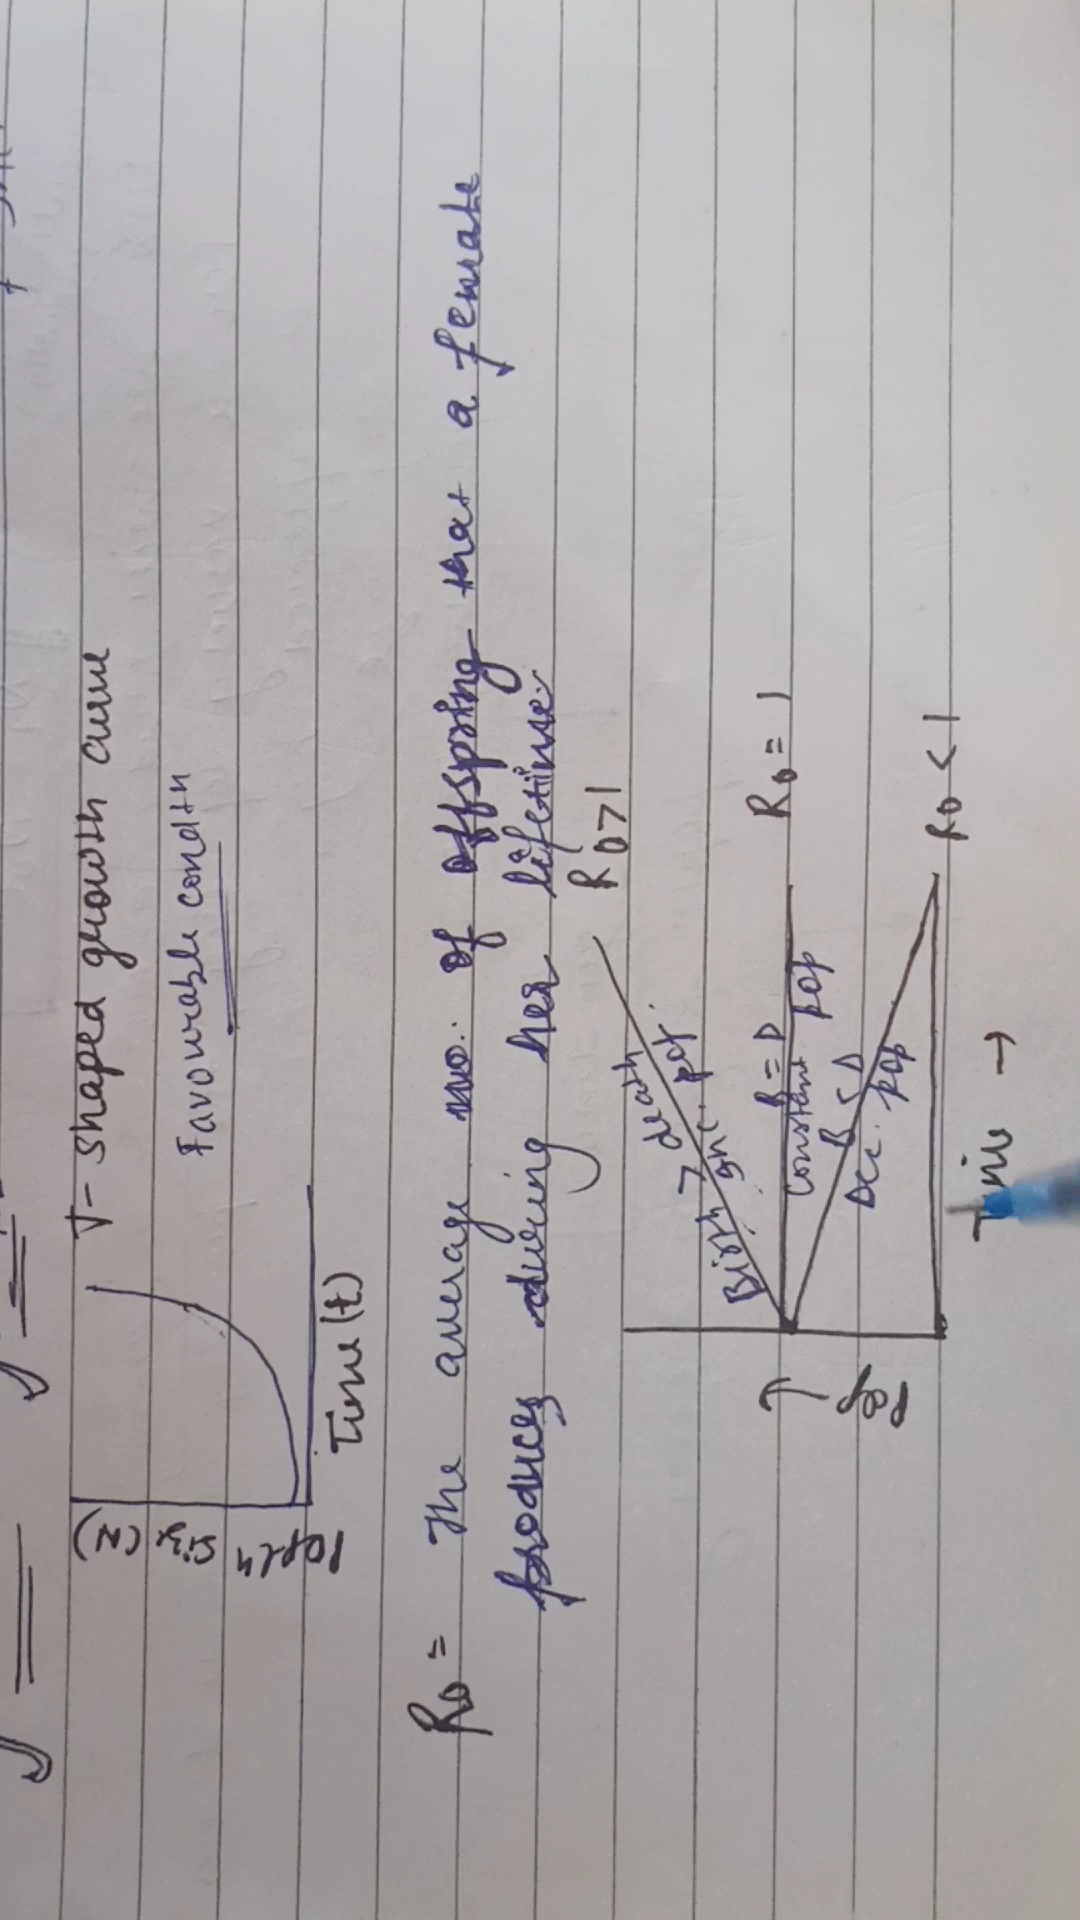 J- Shaped growth curve
Favourable condtn
Popln size (N)
Time (t)
R0 = The average no. of offspring that a female
produces during her lifetime.
R0>1
Birth > death
Inc. pop.
B = D
R0 = 1
Constant pop
B < D
Dec. pop
R0 < 1
Pop →
Time →